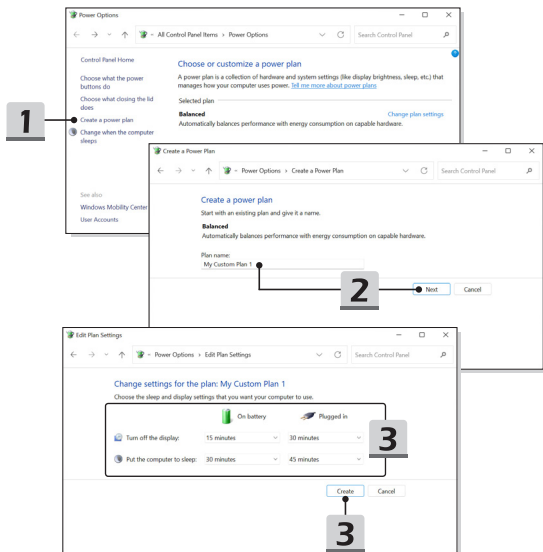 Power Options
All Control Panel Items › Power Options
Search Control Panel
Control Panel Home
Choose what the power
buttons do
Choose what closing the lid
does
Create a power plan
Change when the computer
sleeps
See also
Windows Mobility Center
User Accounts
Choose or customize a power plan
A power plan is a collection of hardware and system settings (like display brightness, sleep, etc.) that
manages how your computer uses power. Tell me more about power plans
Selected plan
Balanced
Change plan settings
Automatically balances performance with energy consumption on capable hardware.
?
1
Create a Power Plan
Power Options › Create a Power Plan
Search Control Panel
Create a power plan
Start with an existing plan and give it a name.
Balanced
Automatically balances performance with energy consumption on capable hardware.
Plan name:
My Custom Plan 1
2
Next
Cancel
Edit Plan Settings
Power Options › Edit Plan Settings
Search Control Panel
Change settings for the plan: My Custom Plan 1
Choose the sleep and display settings that you want your computer to use.
On battery
Plugged in
Turn off the display:
15 minutes
30 minutes
Put the computer to sleep:
30 minutes
45 minutes
3
Create
Cancel
3